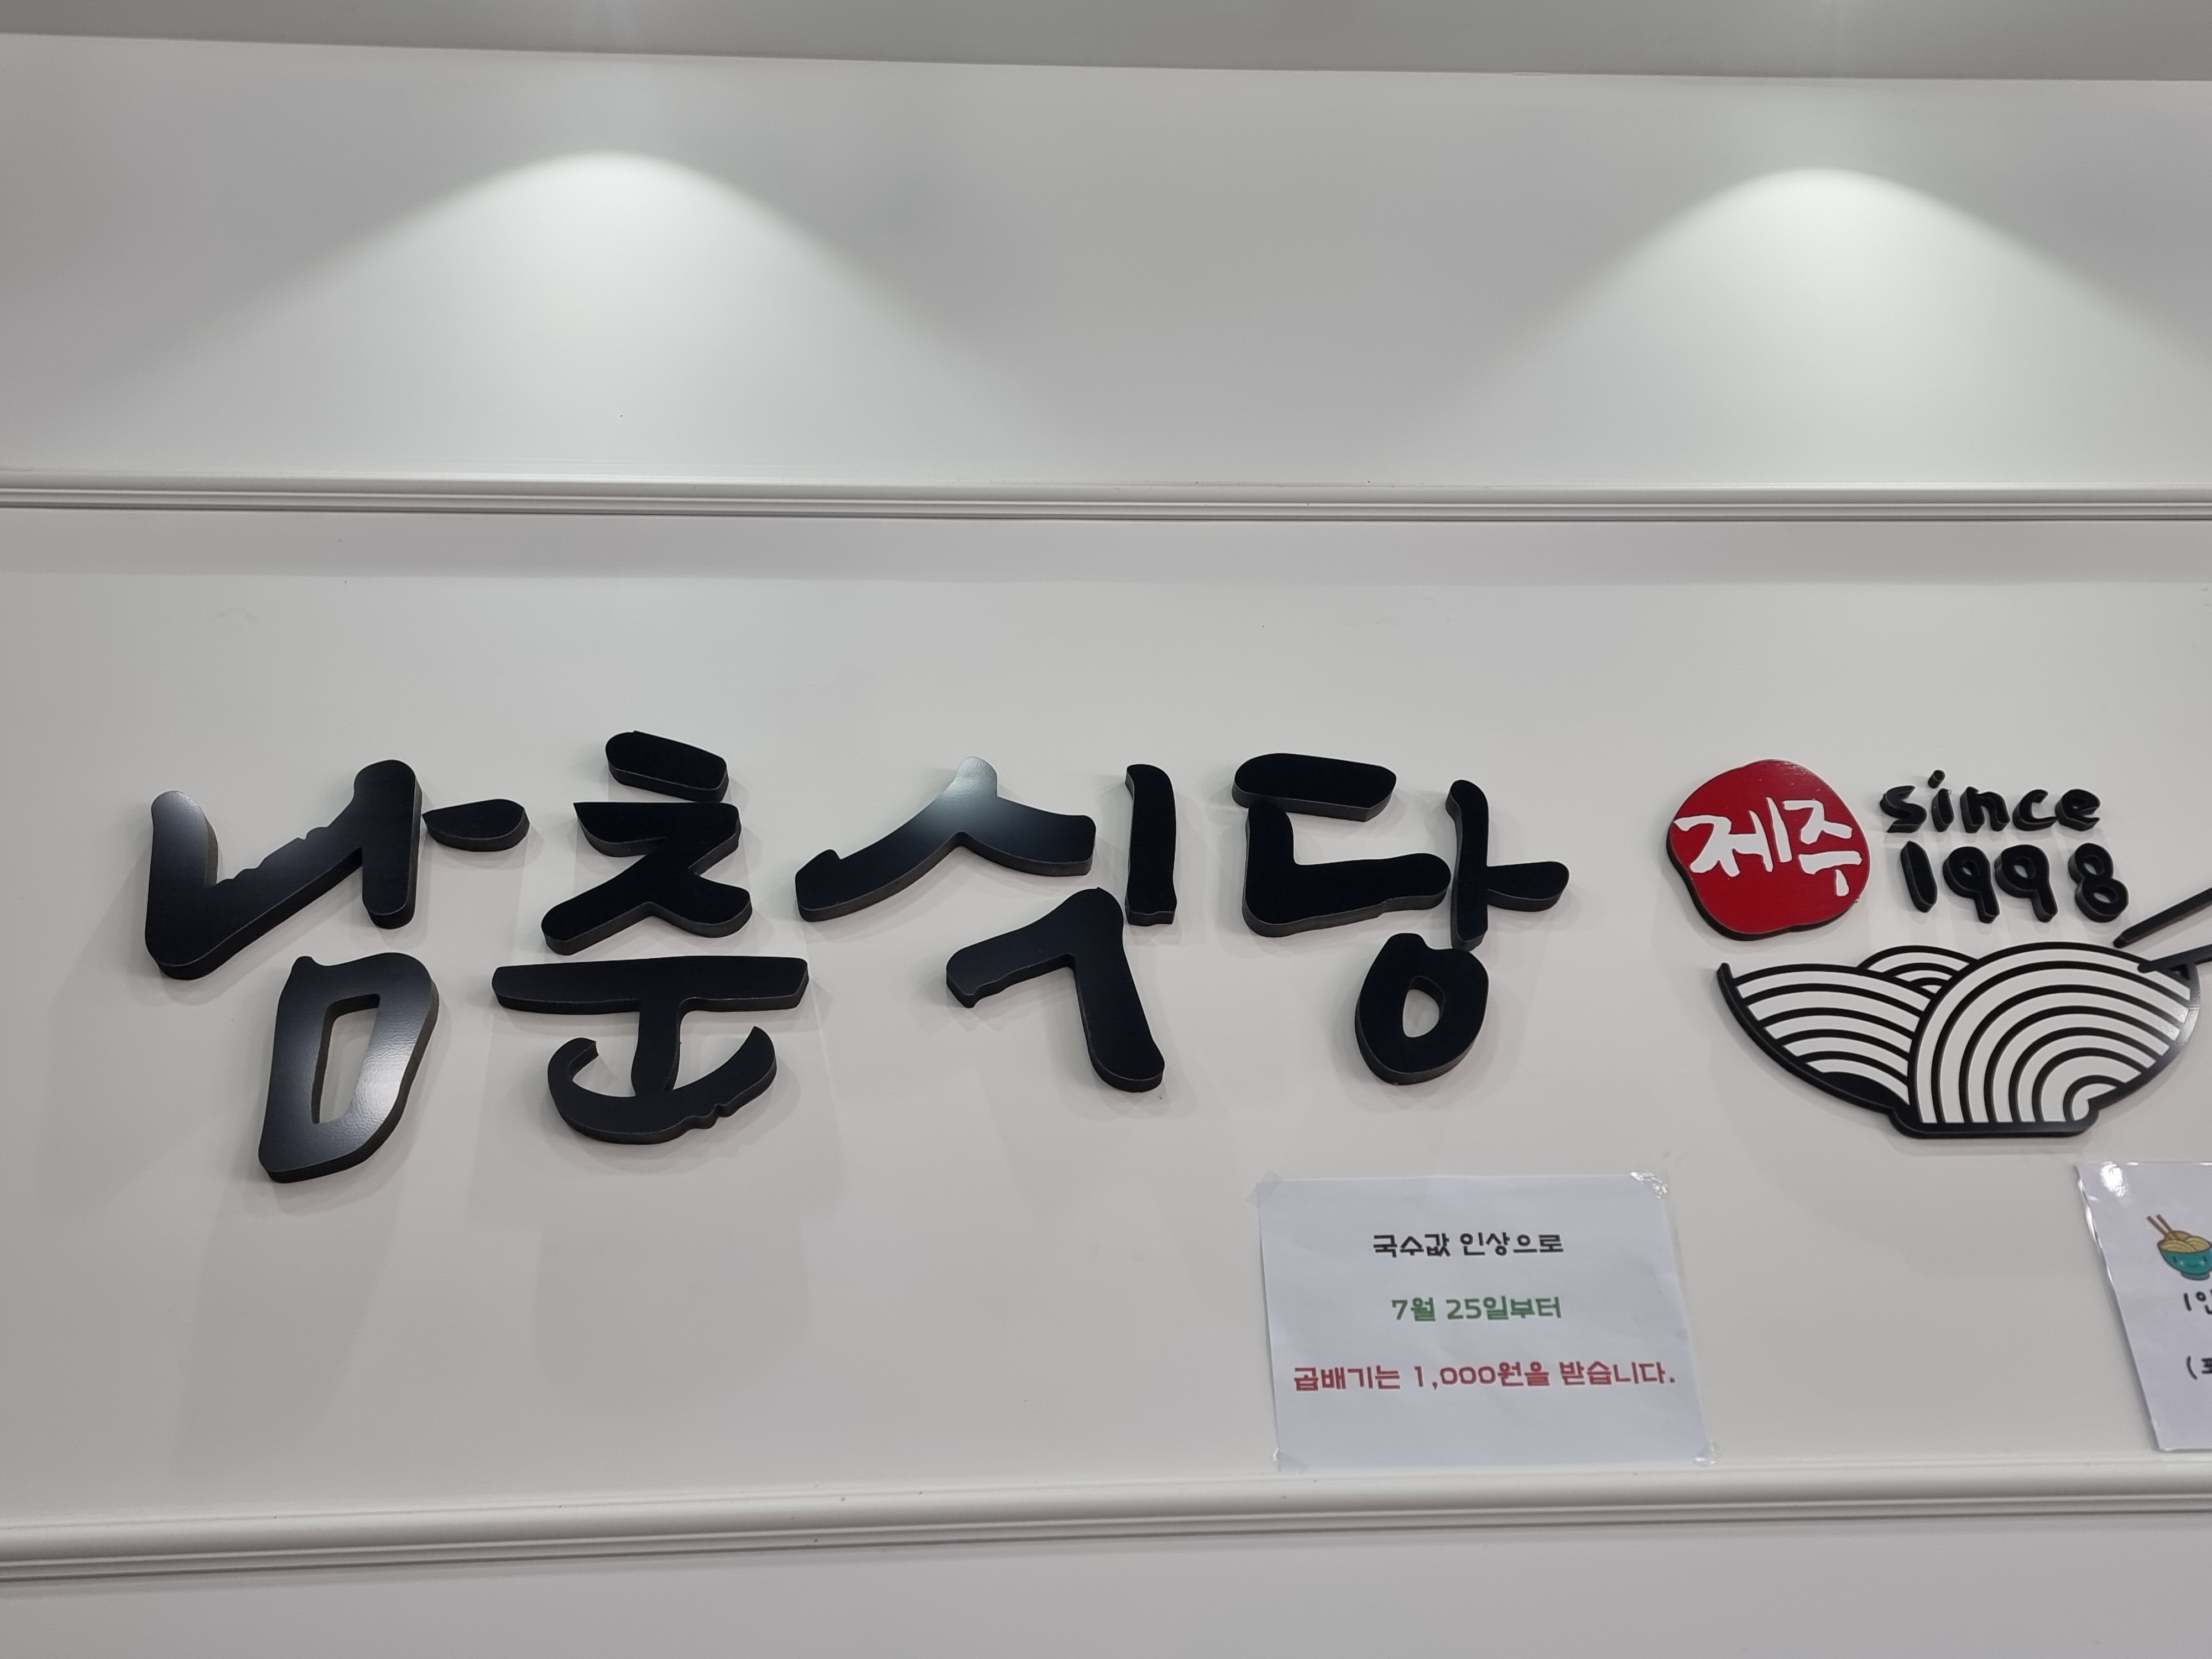 남춘식당
제주
since
1998
국수값 인상으로
7월 25일부터
곱배기는 1,000원을 받습니다.